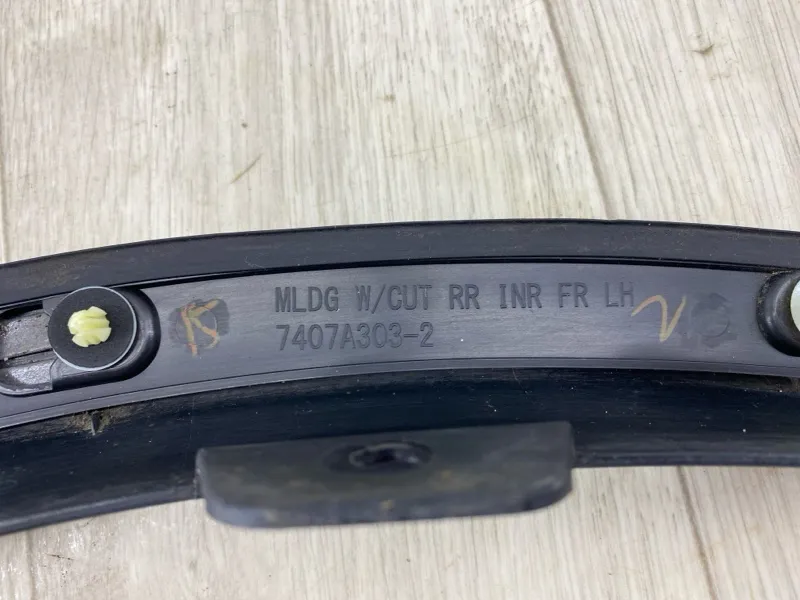 MLDG W/CUT RR INR FR LH
7407A303-2